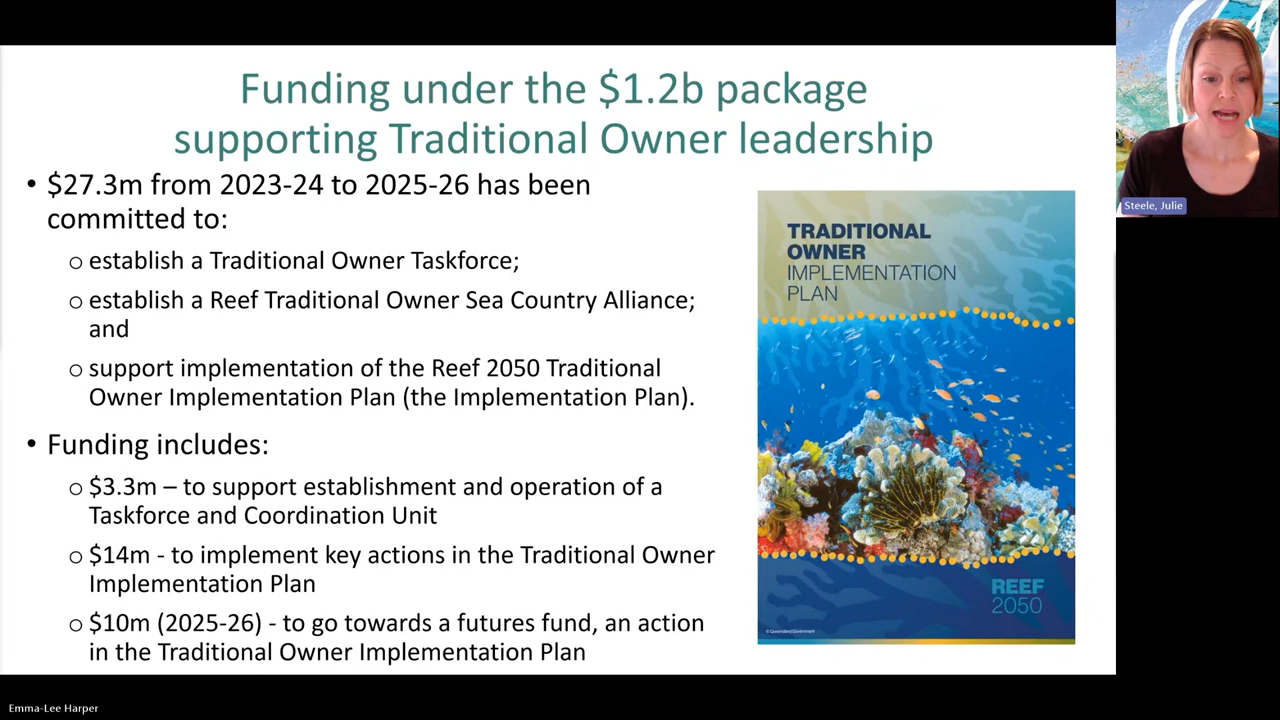 Funding under the $1.2b package
supporting Traditional Owner leadership
• $27.3m from 2023-24 to 2025-26 has been
committed to:
o establish a Traditional Owner Taskforce;
o establish a Reef Traditional Owner Sea Country Alliance;
and
o support implementation of the Reef 2050 Traditional
Owner Implementation Plan (the Implementation Plan).
• Funding includes:
o $3.3m – to support establishment and operation of a
Taskforce and Coordination Unit
o $14m - to implement key actions in the Traditional Owner
Implementation Plan
o $10m (2025-26) - to go towards a futures fund, an action
in the Traditional Owner Implementation Plan
TRADITIONAL
OWNER
IMPLEMENTATION
PLAN
REEF
2050
© Queensland Government
Steele, Julie
Emma-Lee Harper